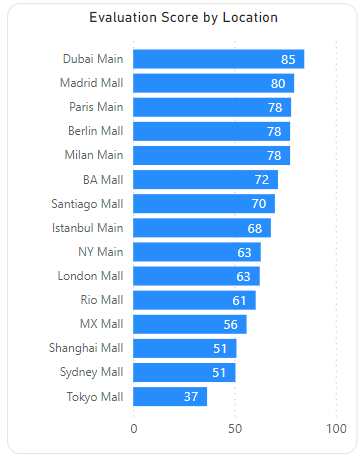 Evaluation Score by Location
Dubai Main 85
Madrid Mall 80
Paris Main 78
Berlin Mall 78
Milan Main 78
BA Mall 72
Santiago Mall 70
Istanbul Main 68
NY Main 63
London Mall 63
Rio Mall 61
MX Mall 56
Shanghai Mall 51
Sydney Mall 51
Tokyo Mall 37
0 50 100